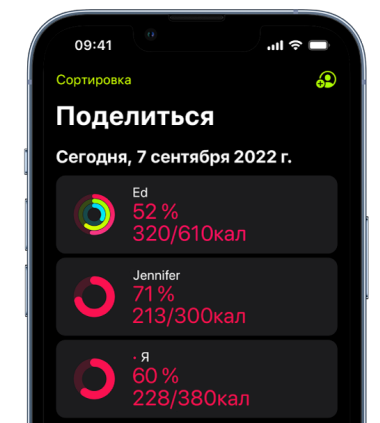 09:41
Сортировка
Поделиться
Сегодня, 7 сентября 2022 г.
Ed
52 %
320/610кал
Jennifer
71 %
213/300кал
· Я
60 %
228/380кал